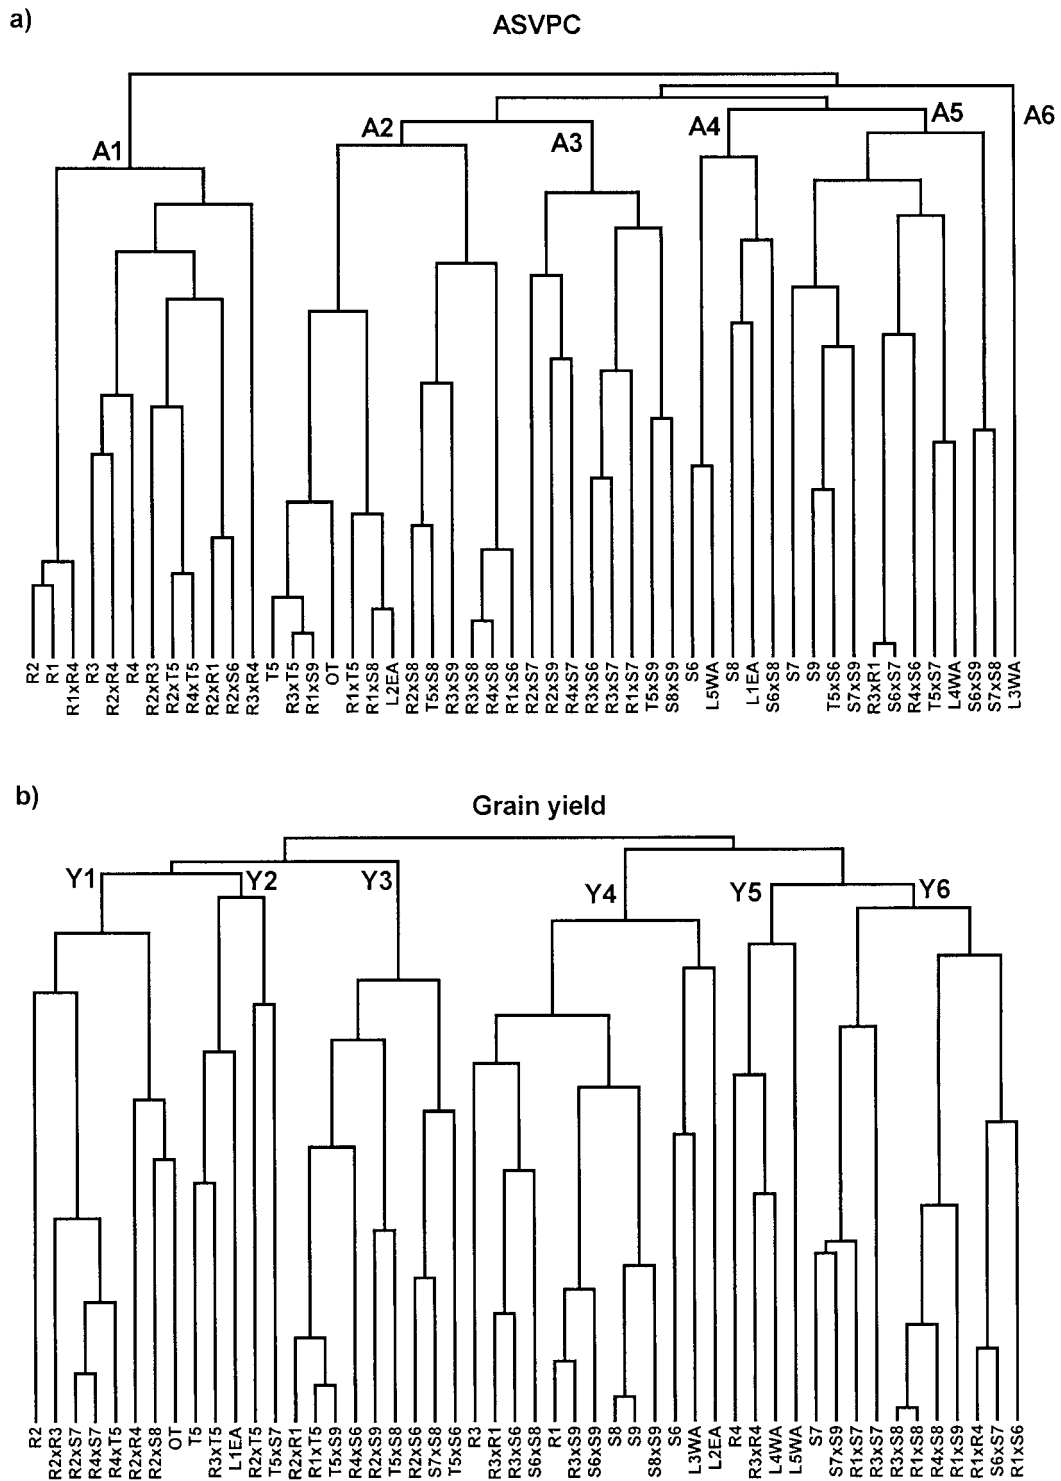 a)
ASVPC
A1
A2
A3
A4
A5
A6
R2
R1
R1xR4
R3
R2xR4
R4
R2xR3
R2xT5
R4xT5
R2xR1
R2xS6
R3xR4
T5
R3xT5
R1xS9
OT
R1xT5
R1xS8
L2EA
R2xS8
T5xS8
R3xS9
R3xS8
R4xS8
R1xS6
R2xS7
R2xS9
R4xS7
R3xS6
R3xS7
R1xS7
T5xS9
S8xS9
S6
L5WA
S8
L1EA
S6xS8
S7
S9
T5xS6
S7xS9
R3xR1
S6xS7
R4xS6
T5xS7
L4WA
S6xS9
S7xS8
L3WA
b)
Grain yield
Y1
Y2
Y3
Y4
Y5
Y6
R2
R2xR3
R2xS7
R4xS7
R4xT5
R2xR4
R2xS8
OT
T5
R3xT5
L1EA
R2xT5
T5xS7
R2xR1
R1xT5
T5xS9
R4xS6
R2xS9
T5xS8
R2xS6
S7xS8
T5xS6
R3
R3xR1
R3xS6
S6xS8
R1
R3xS9
S6xS9
S8
S9
S8xS9
S6
L3WA
L2EA
R4
R3xR4
L4WA
L5WA
S7
S7xS9
R1xS7
R3xS7
R3xS8
R1xS8
R4xS8
R1xS9
R1xR4
S6xS7
R1xS6